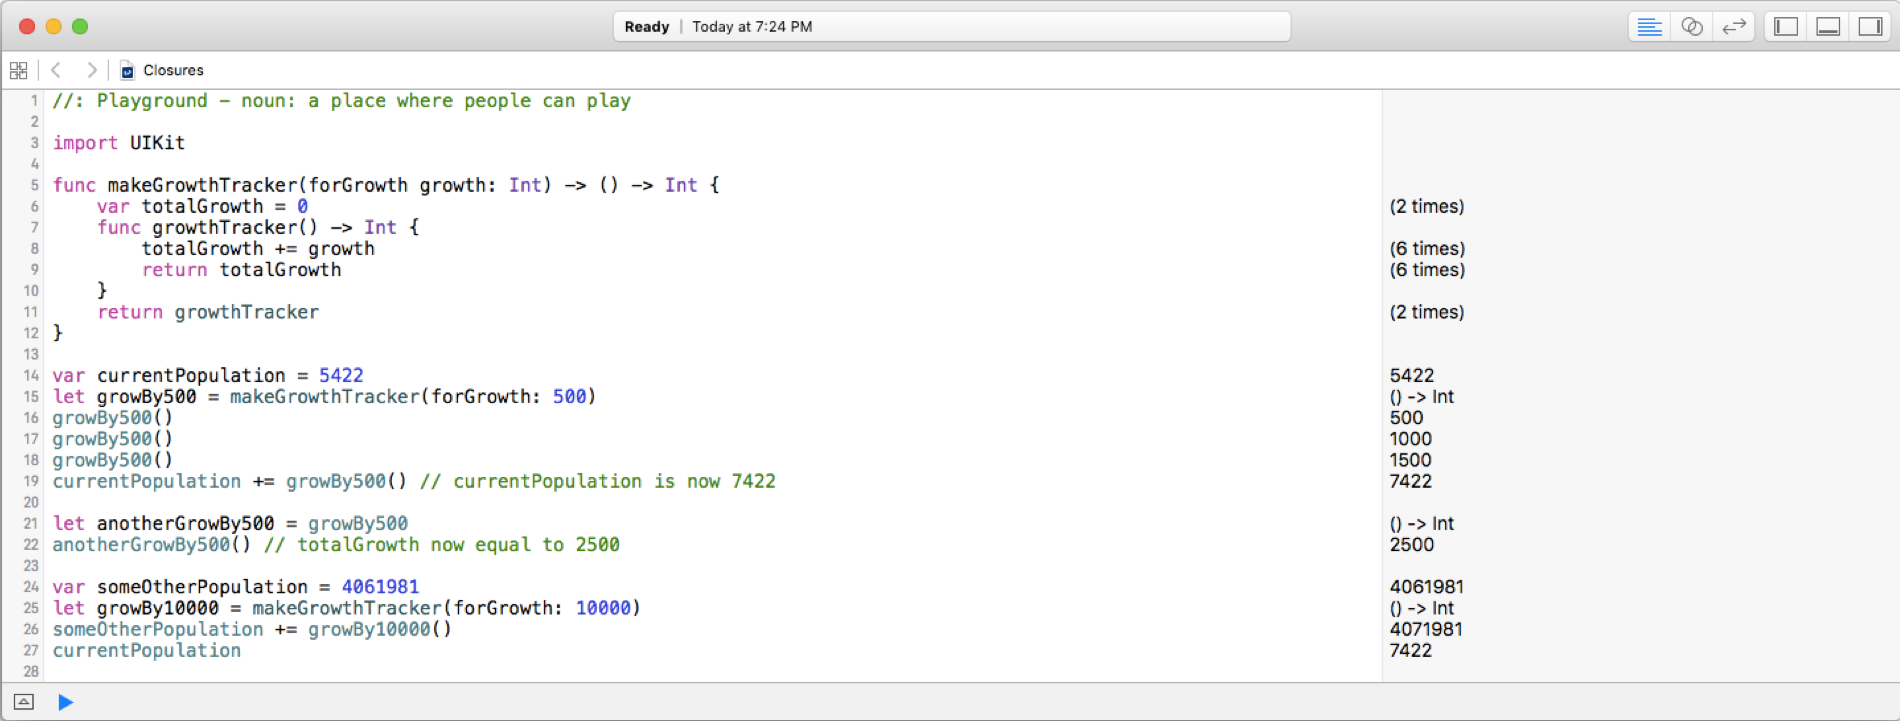 Ready | Today at 7:24 PM
Closures
1 //: Playground – noun: a place where people can play
2
3 import UIKit
4
5 func makeGrowthTracker(forGrowth growth: Int) -> () -> Int {
6 var totalGrowth = 0 (2 times)
7 func growthTracker() -> Int {
8 totalGrowth += growth (6 times)
9 return totalGrowth (6 times)
10 }
11 return growthTracker (2 times)
12 }
13
14 var currentPopulation = 5422 5422
15 let growBy500 = makeGrowthTracker(forGrowth: 500) () -> Int
16 growBy500() 500
17 growBy500() 1000
18 growBy500() 1500
19 currentPopulation += growBy500() // currentPopulation is now 7422 7422
20
21 let anotherGrowBy500 = growBy500 () -> Int
22 anotherGrowBy500() // totalGrowth now equal to 2500 2500
23
24 var someOtherPopulation = 4061981 4061981
25 let growBy10000 = makeGrowthTracker(forGrowth: 10000) () -> Int
26 someOtherPopulation += growBy10000() 4071981
27 currentPopulation 7422
28